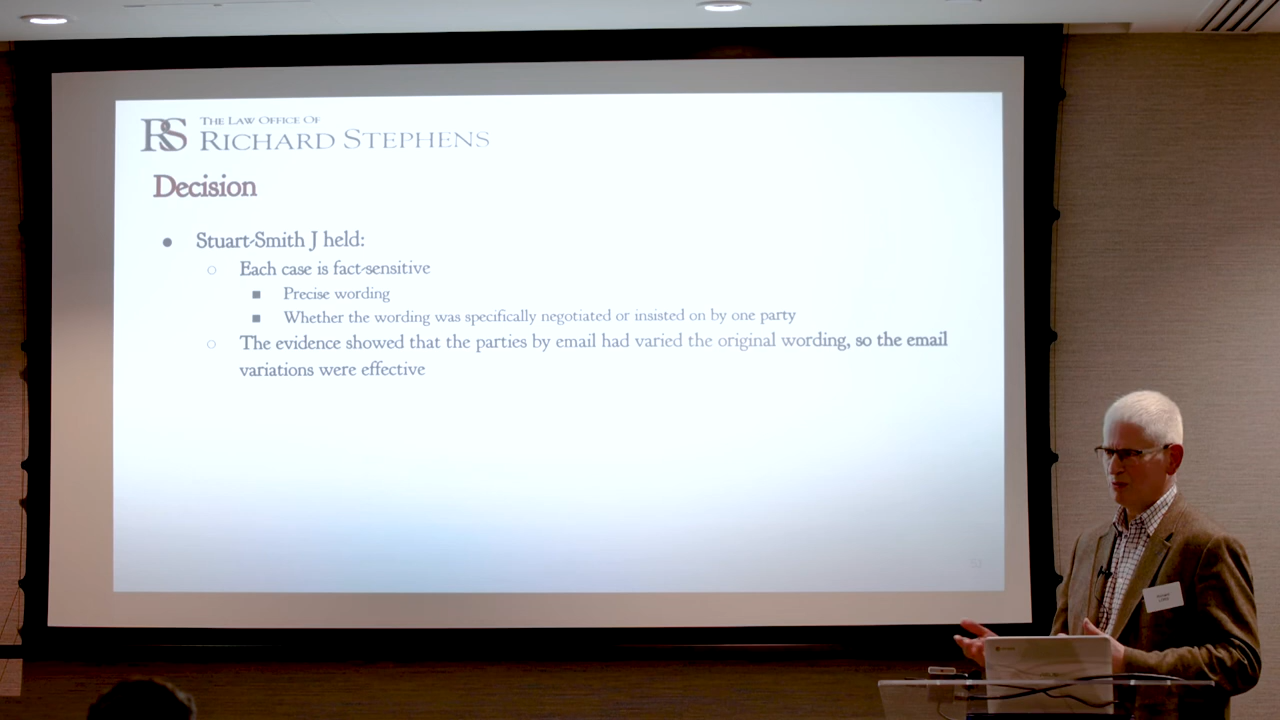 RS
THE LAW OFFICE OF
RICHARD STEPHENS
Decision
● Stuart-Smith J held:
○ Each case is fact-sensitive
■ Precise wording
■ Whether the wording was specifically negotiated or insisted on by one party
○ The evidence showed that the parties by email had varied the original wording, so the email
variations were effective